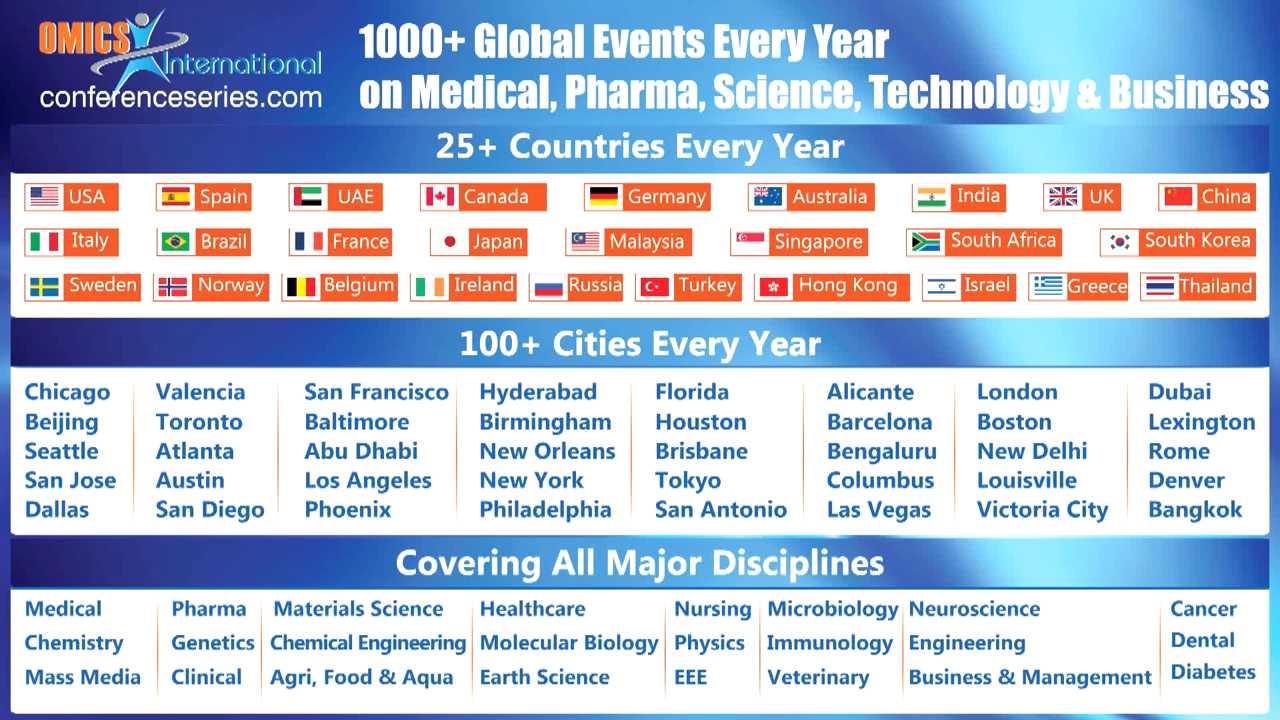 OMICS International
conferenceseries.com
1000+ Global Events Every Year
on Medical, Pharma, Science, Technology & Business
25+ Countries Every Year
USA Spain UAE Canada Germany Australia India UK China
Italy Brazil France Japan Malaysia Singapore South Africa South Korea
Sweden Norway Belgium Ireland Russia Turkey Hong Kong Israel Greece Thailand
100+ Cities Every Year
Chicago Valencia San Francisco Hyderabad Florida Alicante London Dubai
Beijing Toronto Baltimore Birmingham Houston Barcelona Boston Lexington
Seattle Atlanta Abu Dhabi New Orleans Brisbane Bengaluru New Delhi Rome
San Jose Austin Los Angeles New York Tokyo Columbus Louisville Denver
Dallas San Diego Phoenix Philadelphia San Antonio Las Vegas Victoria City Bangkok
Covering All Major Disciplines
Medical Pharma Materials Science Healthcare Nursing Microbiology Neuroscience Cancer
Chemistry Genetics Chemical Engineering Molecular Biology Physics Immunology Engineering Dental
Mass Media Clinical Agri, Food & Aqua Earth Science EEE Veterinary Business & Management Diabetes